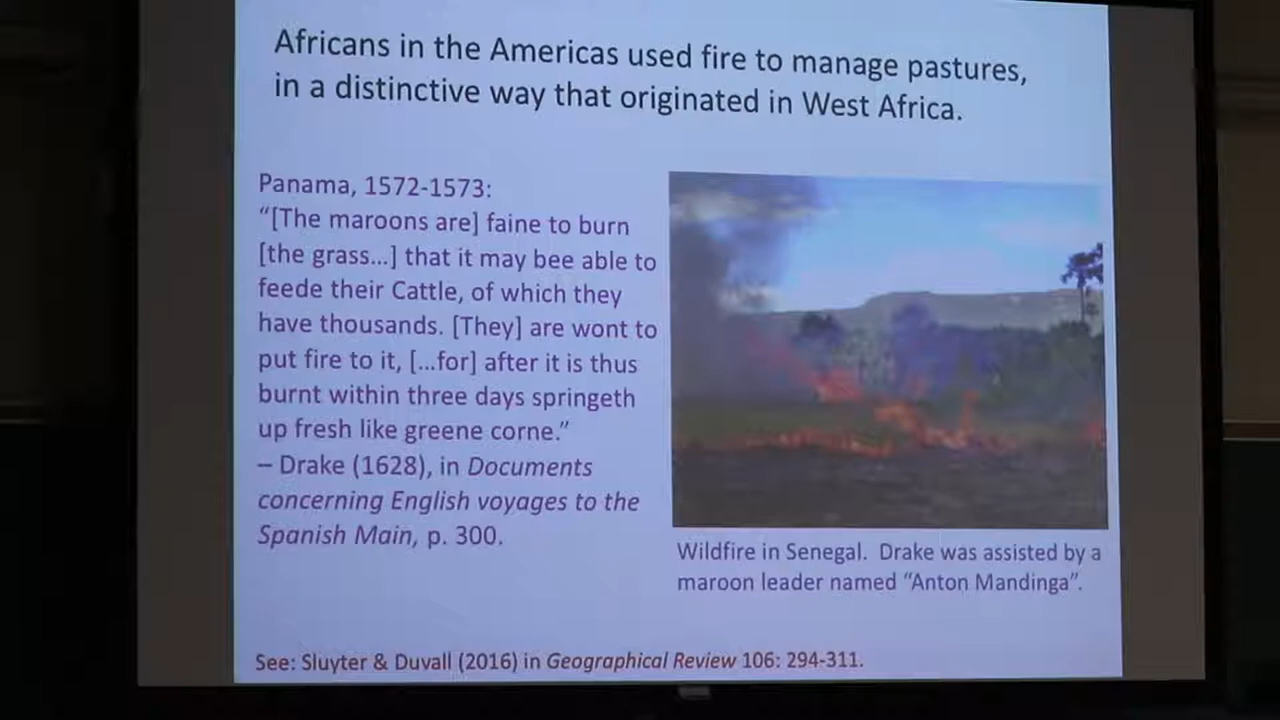 Africans in the Americas used fire to manage pastures,
in a distinctive way that originated in West Africa.
Panama, 1572-1573:
“[The maroons are] faine to burn
[the grass...] that it may bee able to
feede their Cattle, of which they
have thousands. [They] are wont to
put fire to it, [...for] after it is thus
burnt within three days springeth
up fresh like greene corne.”
– Drake (1628), in Documents
concerning English voyages to the
Spanish Main, p. 300.
Wildfire in Senegal. Drake was assisted by a
maroon leader named “Anton Mandinga”.
See: Sluyter & Duvall (2016) in Geographical Review 106: 294-311.